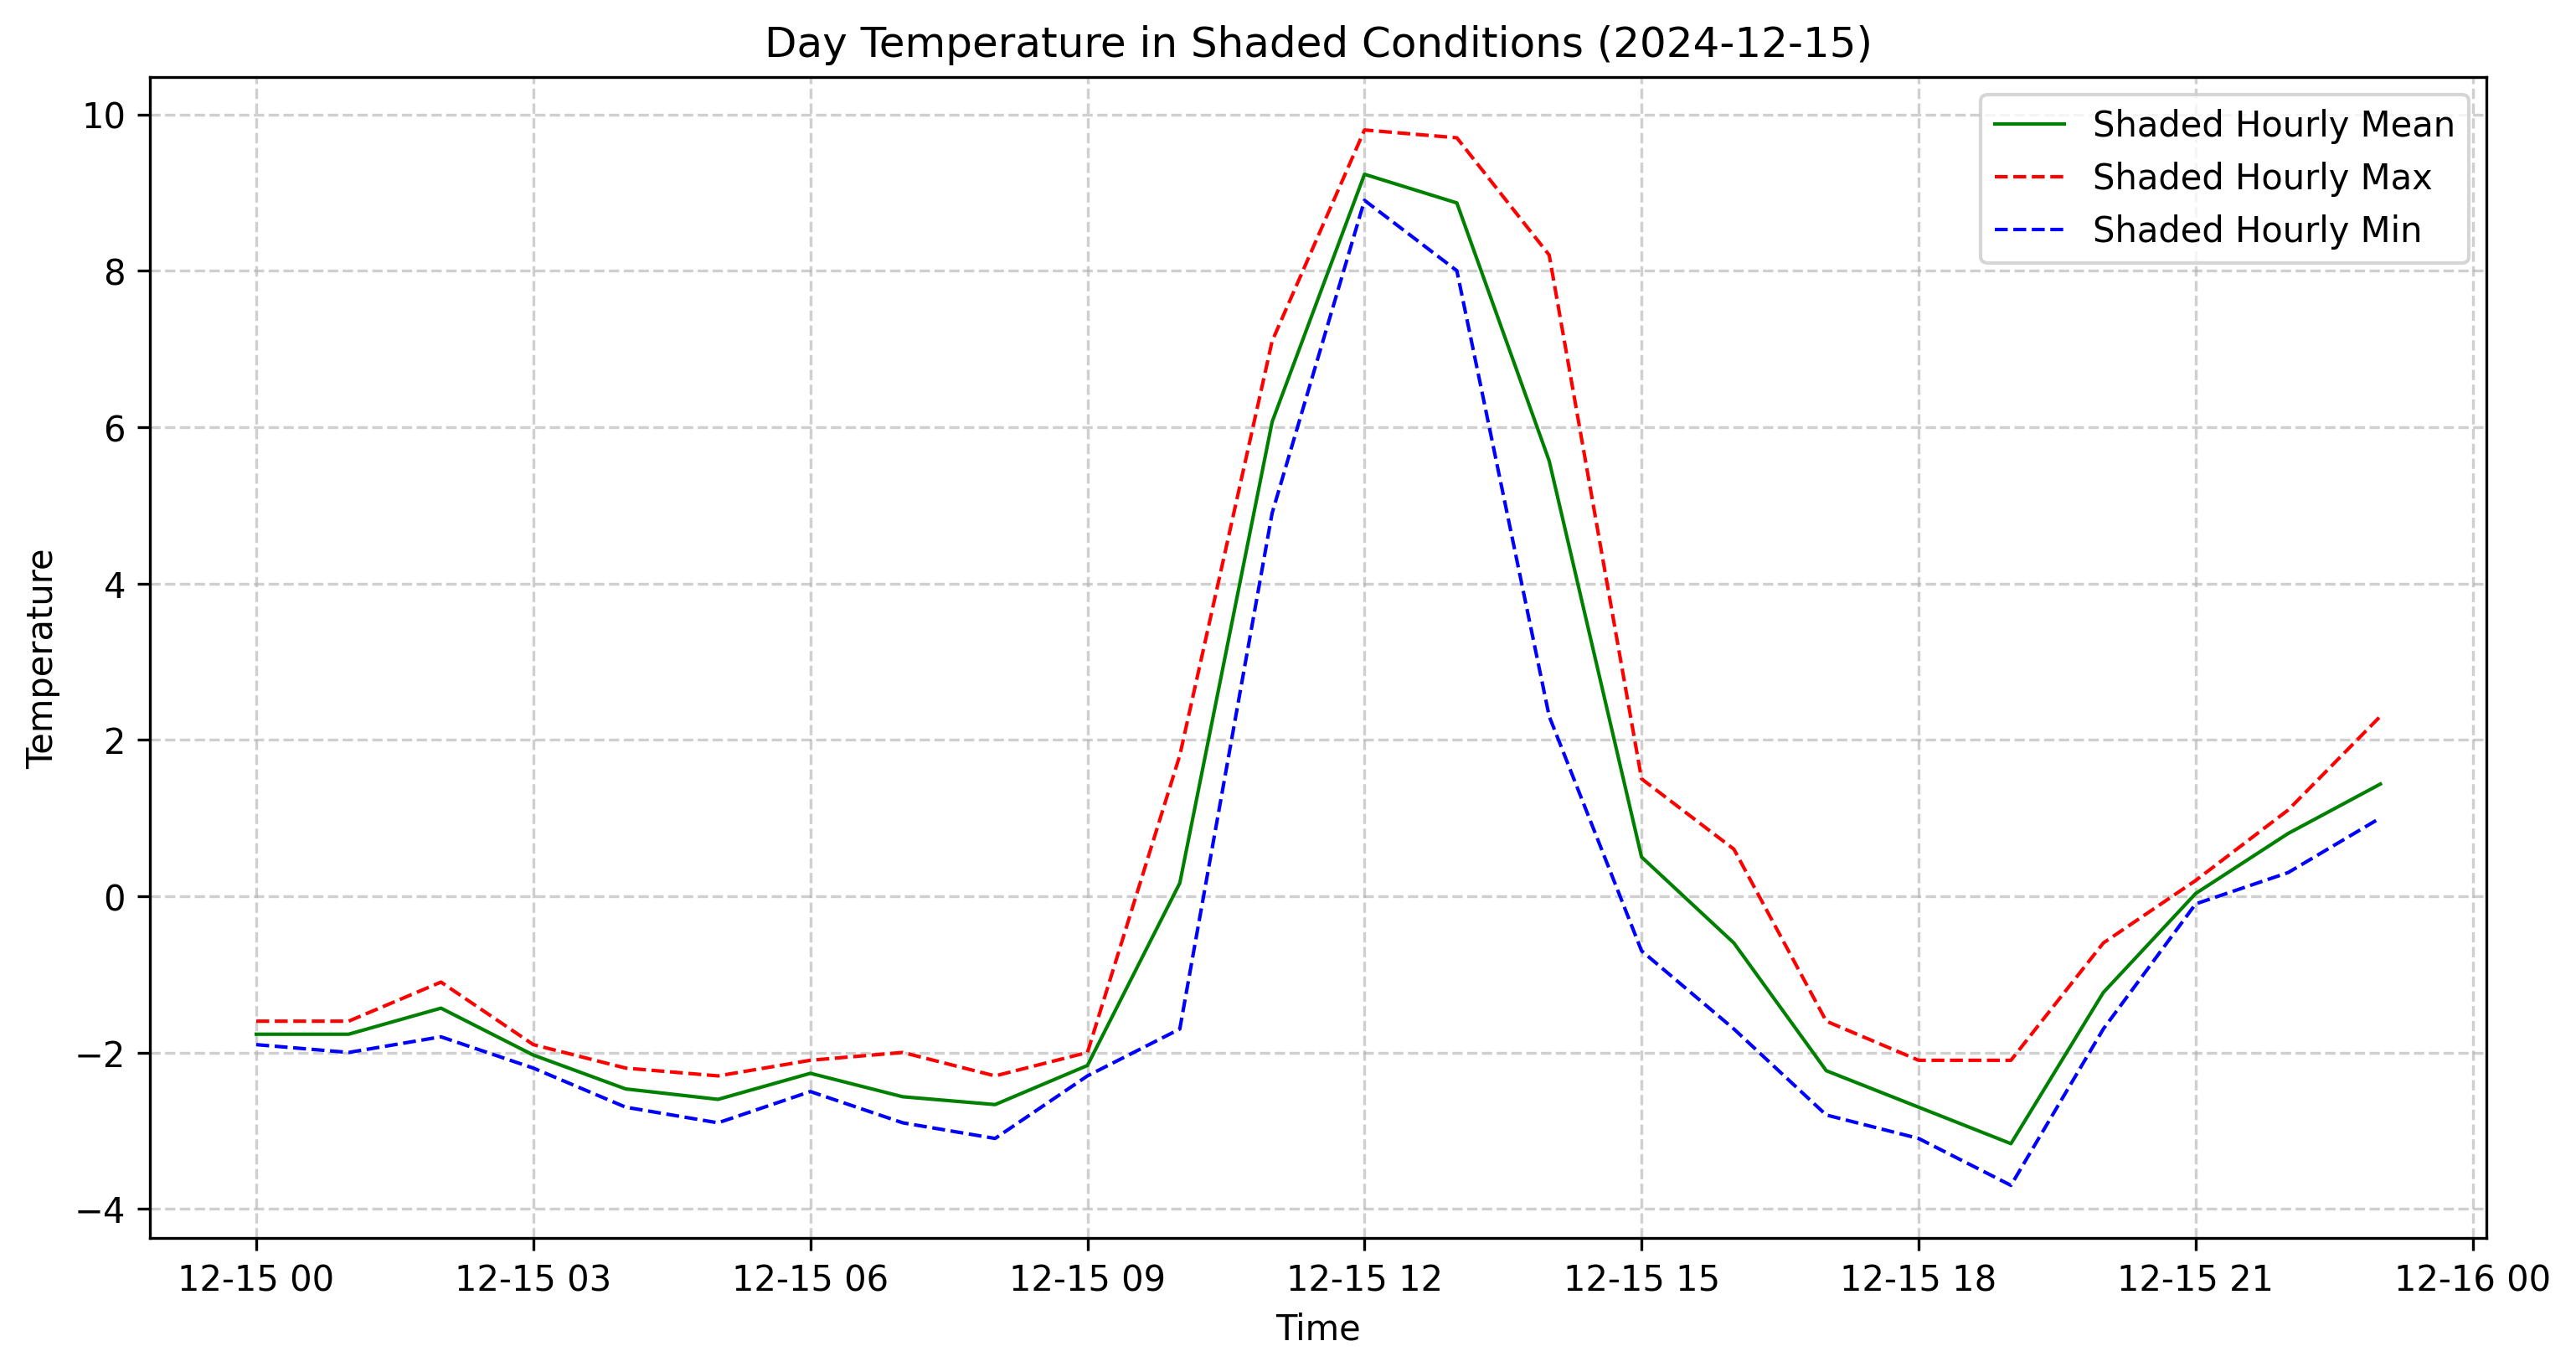 Day Temperature in Shaded Conditions (2024-12-15)
Shaded Hourly Mean
Shaded Hourly Max
Shaded Hourly Min
Temperature
10
8
6
4
2
0
−2
−4
12-15 00 12-15 03 12-15 06 12-15 09 12-15 12 12-15 15 12-15 18 12-15 21 12-16 00
Time